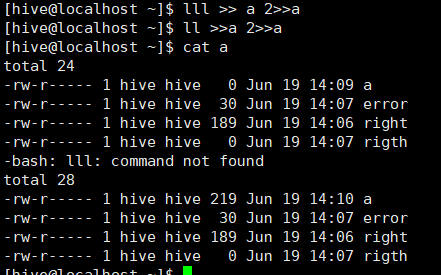 [hive@localhost ~]$ lll >> a 2>>a
[hive@localhost ~]$ ll >>a 2>>a
[hive@localhost ~]$ cat a
total 24
-rw-r----- 1 hive hive   0 Jun 19 14:09 a
-rw-r----- 1 hive hive  30 Jun 19 14:07 error
-rw-r----- 1 hive hive 189 Jun 19 14:06 right
-rw-r----- 1 hive hive   0 Jun 19 14:07 rigth
-bash: lll: command not found
total 28
-rw-r----- 1 hive hive 219 Jun 19 14:10 a
-rw-r----- 1 hive hive  30 Jun 19 14:07 error
-rw-r----- 1 hive hive 189 Jun 19 14:06 right
-rw-r----- 1 hive hive   0 Jun 19 14:07 rigth
[hive@localhost ~]$